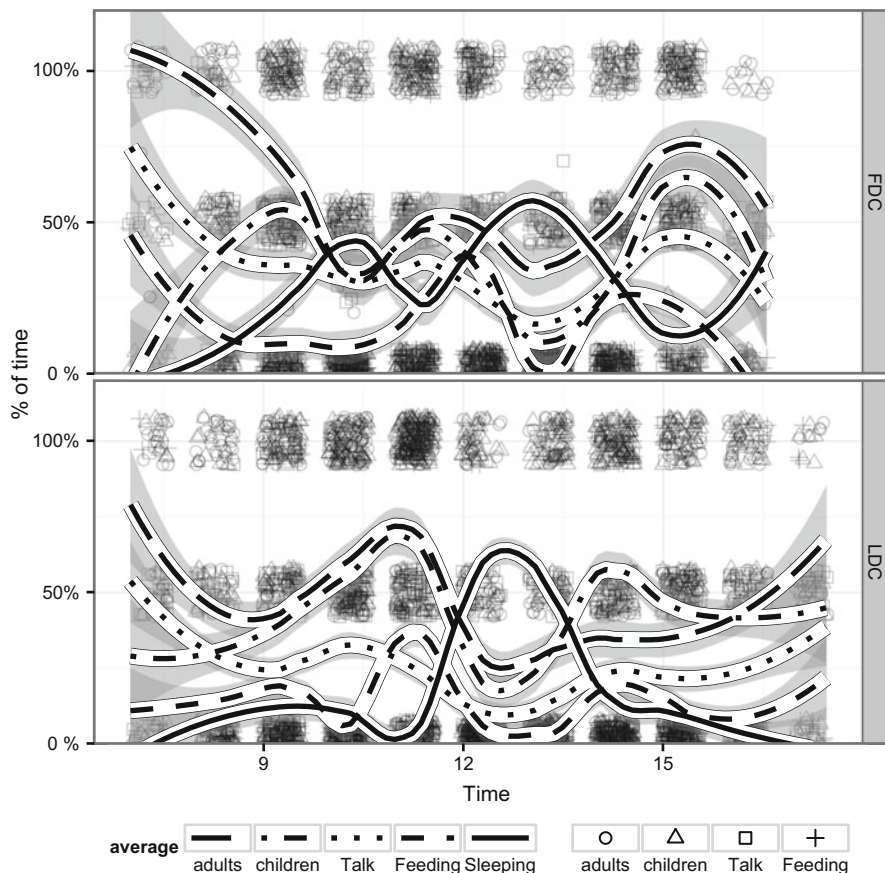 100%
50%
0 %
FDC
% of time
100%
50%
0 %
LDC
9 12 15
Time
average
adults children Talk Feeding Sleeping
adults children Talk Feeding